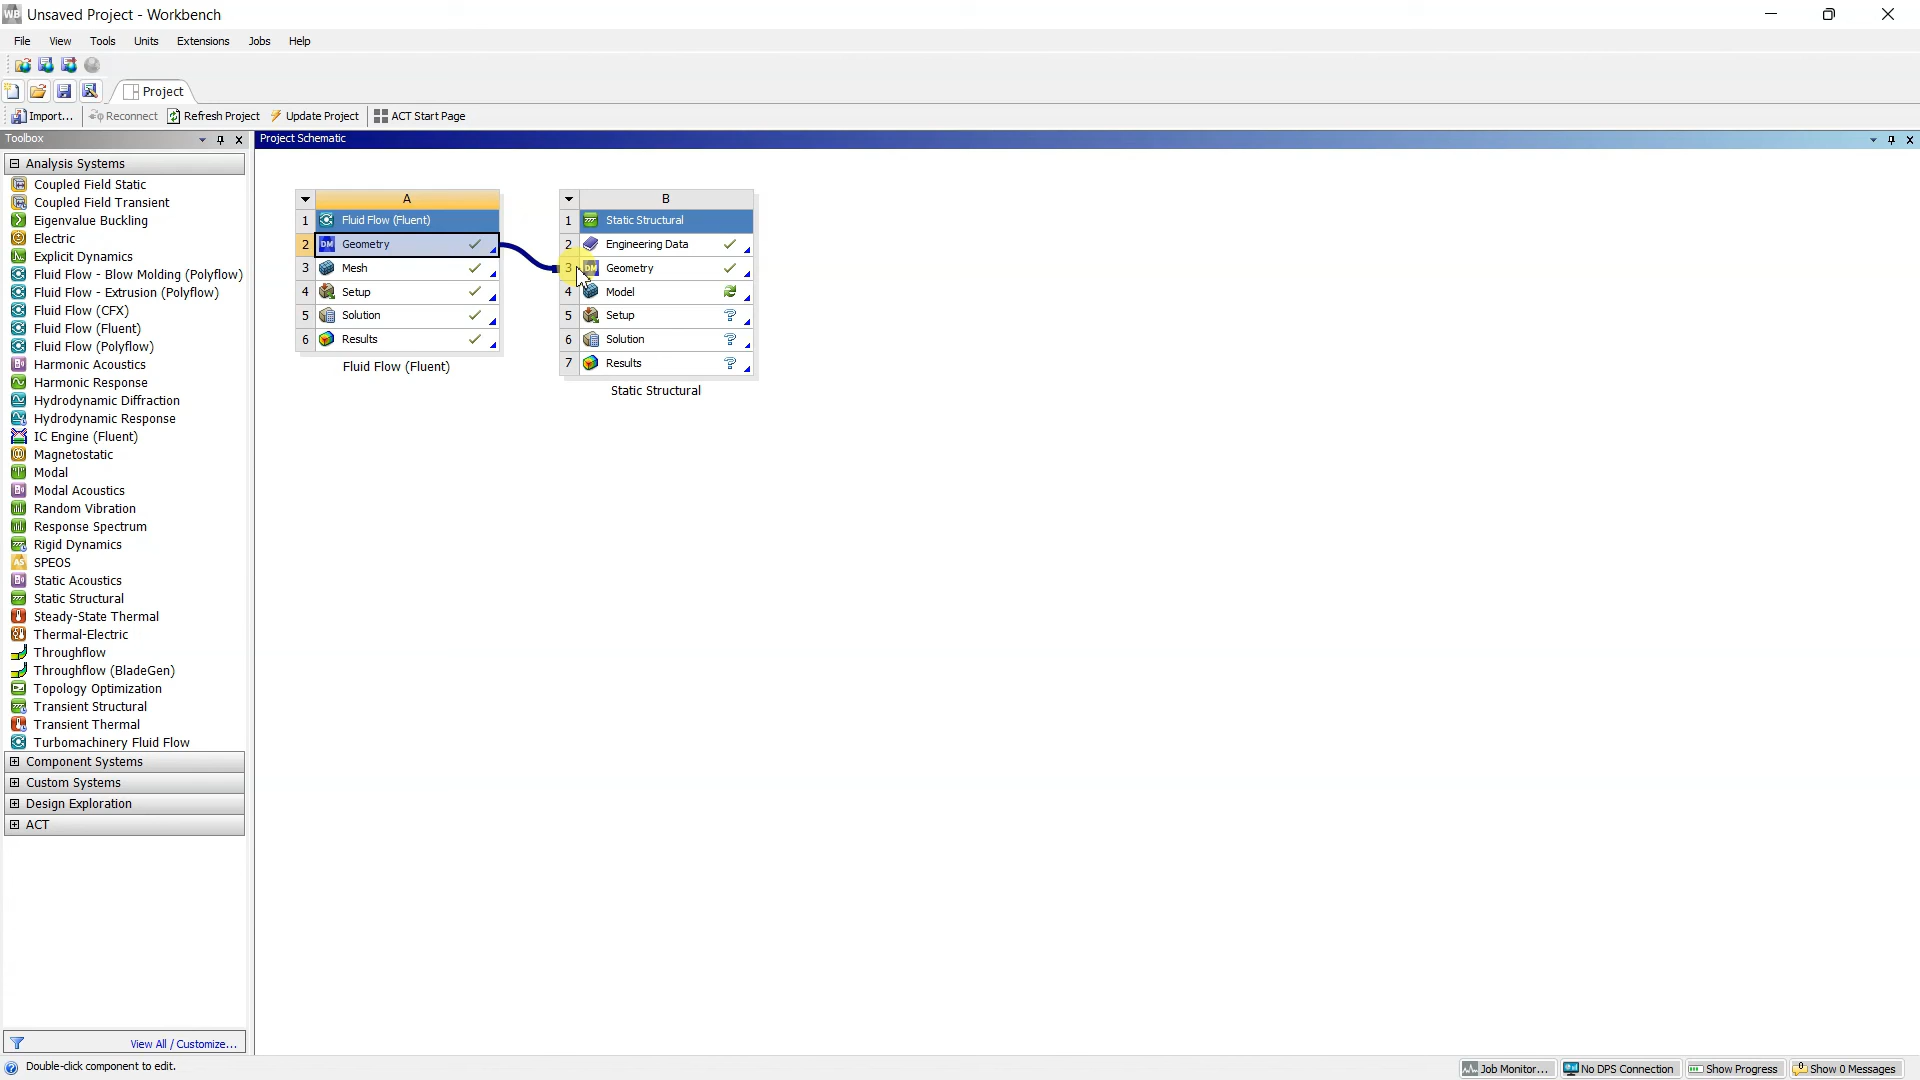 Unsaved Project - Workbench
File View Tools Units Extensions Jobs Help
Project
Import... Reconnect Refresh Project Update Project ACT Start Page
Toolbox
Analysis Systems
Coupled Field Static
Coupled Field Transient
Eigenvalue Buckling
Electric
Explicit Dynamics
Fluid Flow - Blow Molding (Polyflow)
Fluid Flow - Extrusion (Polyflow)
Fluid Flow (CFX)
Fluid Flow (Fluent)
Fluid Flow (Polyflow)
Harmonic Acoustics
Harmonic Response
Hydrodynamic Diffraction
Hydrodynamic Response
IC Engine (Fluent)
Magnetostatic
Modal
Modal Acoustics
Random Vibration
Response Spectrum
Rigid Dynamics
SPEOS
Static Acoustics
Static Structural
Steady-State Thermal
Thermal-Electric
Throughflow
Throughflow (BladeGen)
Topology Optimization
Transient Structural
Transient Thermal
Turbomachinery Fluid Flow
Component Systems
Custom Systems
Design Exploration
ACT
View All / Customize...
Project Schematic
A
1 Fluid Flow (Fluent)
2 DM Geometry
3 Mesh
4 Setup
5 Solution
6 Results
Fluid Flow (Fluent)
B
1 Static Structural
2 Engineering Data
3 DM Geometry
4 Model
5 Setup ?
6 Solution ?
7 Results ?
Static Structural
Double-click component to edit.
Job Monitor... No DPS Connection Show Progress Show 0 Messages